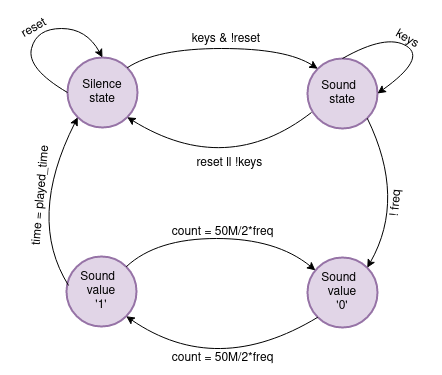 reset
keys & !reset
keys
Silence
state
Sound
state
reset ll !keys
time = played_time
! freq
count = 50M/2*freq
Sound
value
'1'
Sound
value
'0'
count = 50M/2*freq